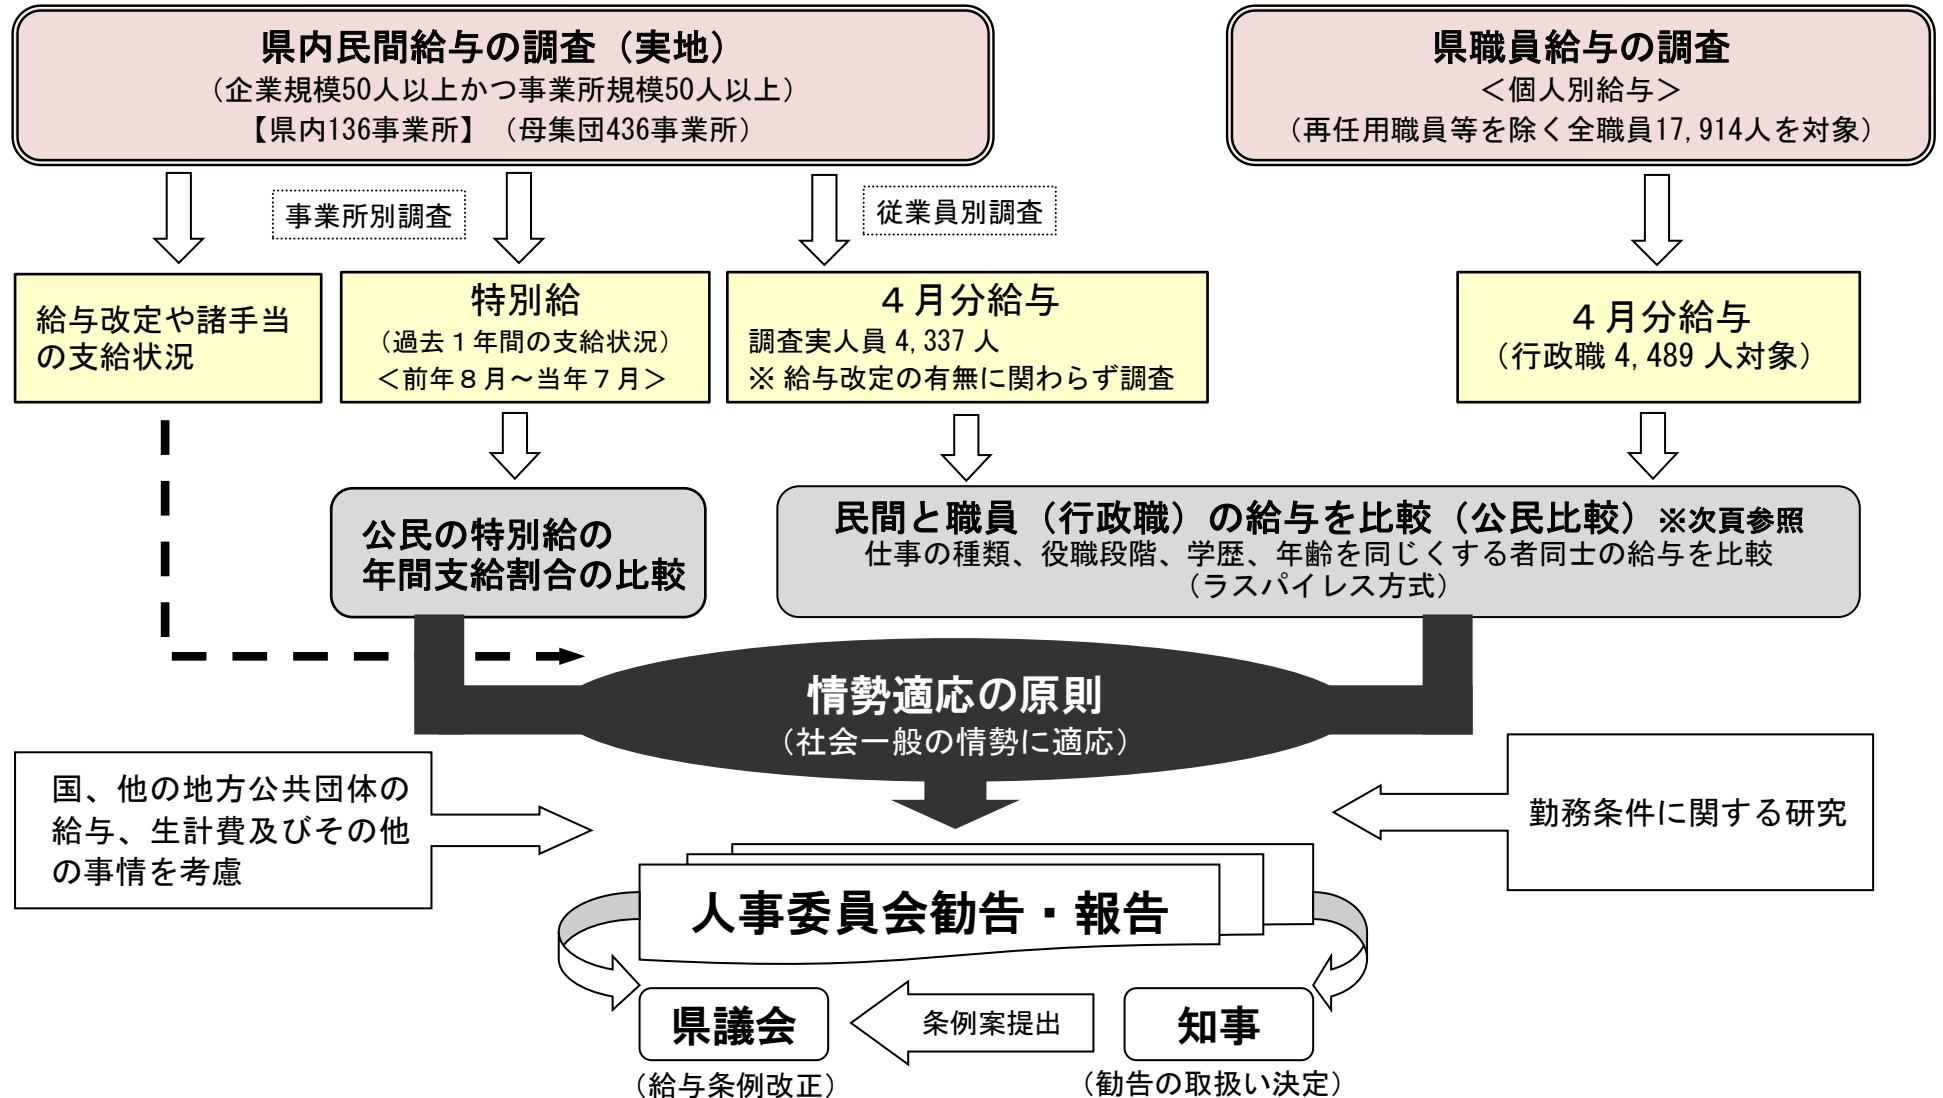 県内民間給与の調査（実地）
（企業規模50人以上かつ事業所規模50人以上）
【県内136事業所】（母集団436事業所）
県職員給与の調査
＜個人別給与＞
（再任用職員等を除く全職員17,914人を対象）
事業所別調査
従業員別調査
給与改定や諸手当
の支給状況
特別給
（過去１年間の支給状況）
＜前年８月～当年７月＞
４月分給与
調査実人員 4,337 人
※ 給与改定の有無に関わらず調査
４月分給与
（行政職 4,489 人対象）
公民の特別給の
年間支給割合の比較
民間と職員（行政職）の給与を比較（公民比較）※次頁参照
仕事の種類、役職段階、学歴、年齢を同じくする者同士の給与を比較
（ラスパイレス方式）
情勢適応の原則
（社会一般の情勢に適応）
国、他の地方公共団体の
給与、生計費及びその他
の事情を考慮
勤務条件に関する研究
人事委員会勧告・報告
県議会
条例案提出
知事
（給与条例改正）
（勧告の取扱い決定）